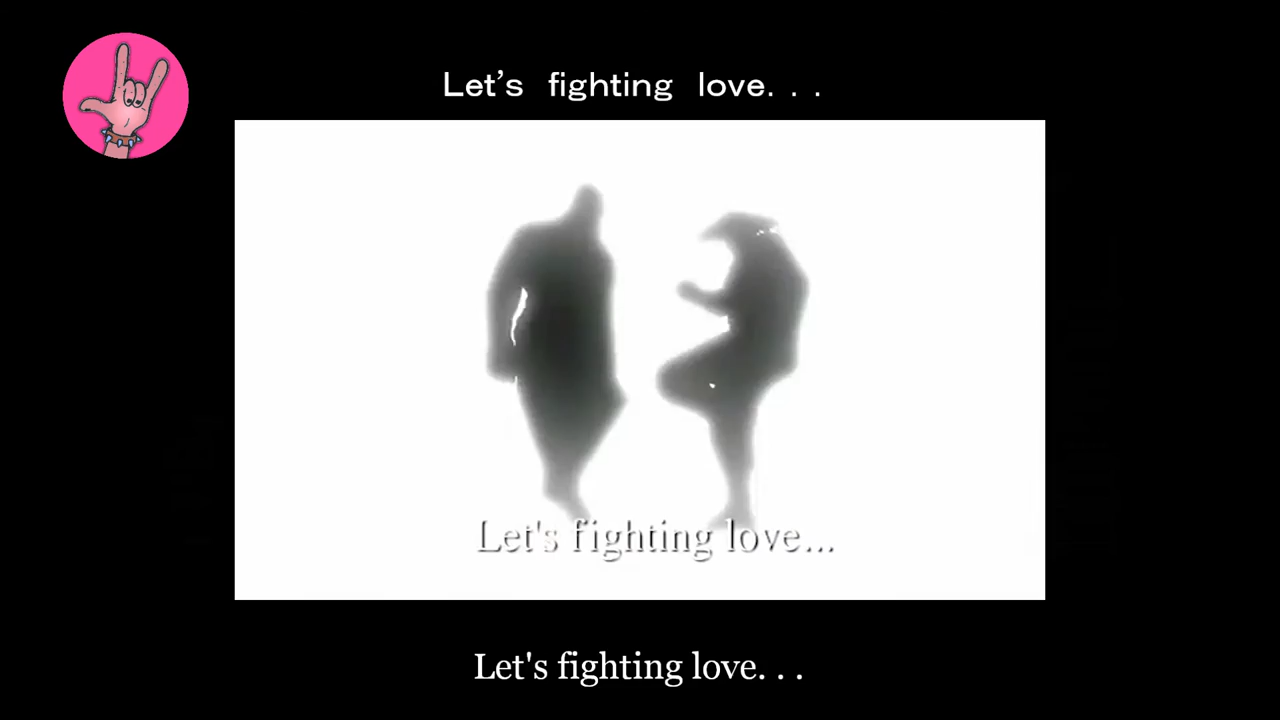 Let’s fighting love. . .
Let's fighting love...
Let's fighting love. . .